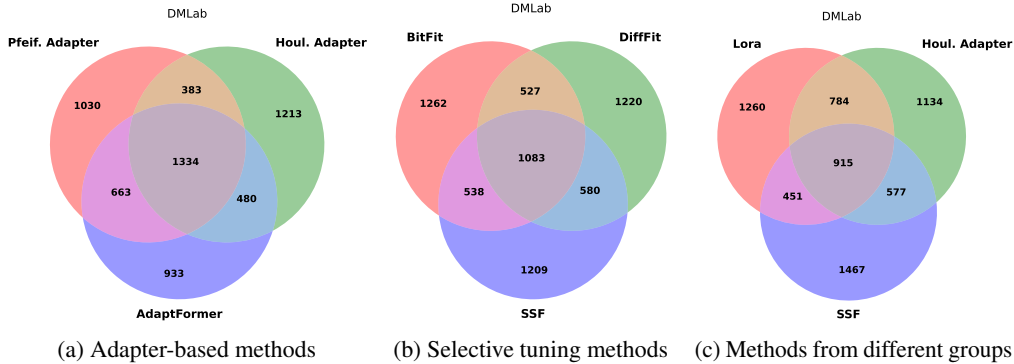 DMLab
Pfeif. Adapter
Houl. Adapter
383
1030
1213
1334
663
480
933
AdaptFormer
(a) Adapter-based methods
DMLab
BitFit
DiffFit
527
1262
1220
1083
538
580
1209
SSF
(b) Selective tuning methods
DMLab
Lora
Houl. Adapter
784
1260
1134
915
451
577
1467
SSF
(c) Methods from different groups